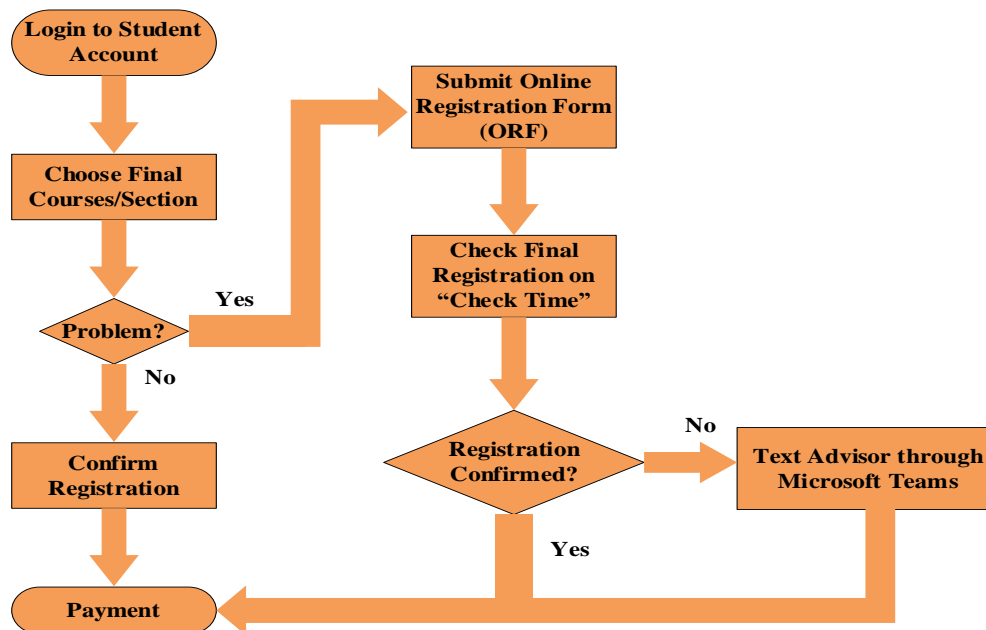 Login to Student
Account
Choose Final
Courses/Section
Problem?
Yes
No
Confirm
Registration
Payment
Submit Online
Registration Form
(ORF)
Check Final
Registration on
“Check Time”
Registration
Confirmed?
No
Yes
Text Advisor through
Microsoft Teams